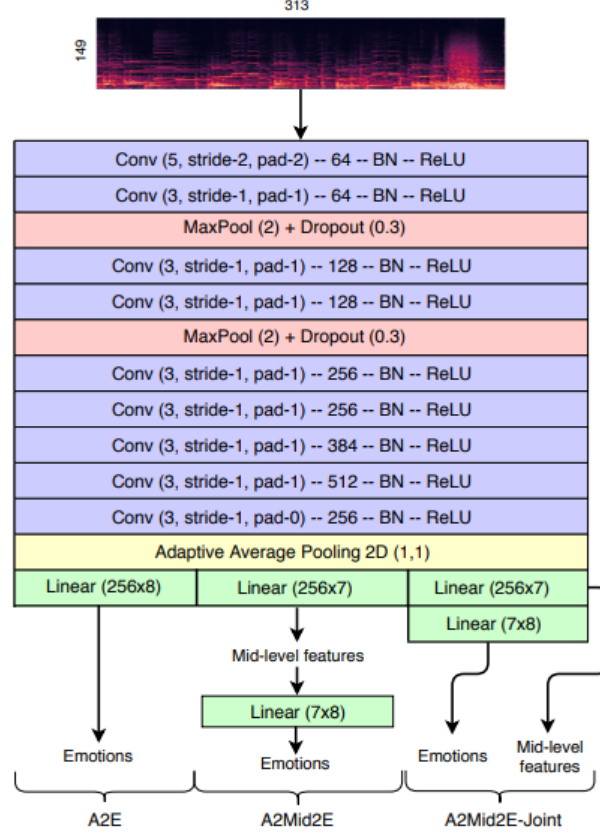 313
149
Conv (5, stride-2, pad-2) -- 64 -- BN -- ReLU
Conv (3, stride-1, pad-1) -- 64 -- BN -- ReLU
MaxPool (2) + Dropout (0.3)
Conv (3, stride-1, pad-1) -- 128 -- BN -- ReLU
Conv (3, stride-1, pad-1) -- 128 -- BN -- ReLU
MaxPool (2) + Dropout (0.3)
Conv (3, stride-1, pad-1) -- 256 -- BN -- ReLU
Conv (3, stride-1, pad-1) -- 256 -- BN -- ReLU
Conv (3, stride-1, pad-1) -- 384 -- BN -- ReLU
Conv (3, stride-1, pad-1) -- 512 -- BN -- ReLU
Conv (3, stride-1, pad-0) -- 256 -- BN -- ReLU
Adaptive Average Pooling 2D (1,1)
Linear (256x8) Linear (256x7) Linear (256x7)
Linear (7x8)
Mid-level features
Linear (7x8)
Emotions Emotions Emotions Mid-level
features
A2E A2Mid2E A2Mid2E-Joint